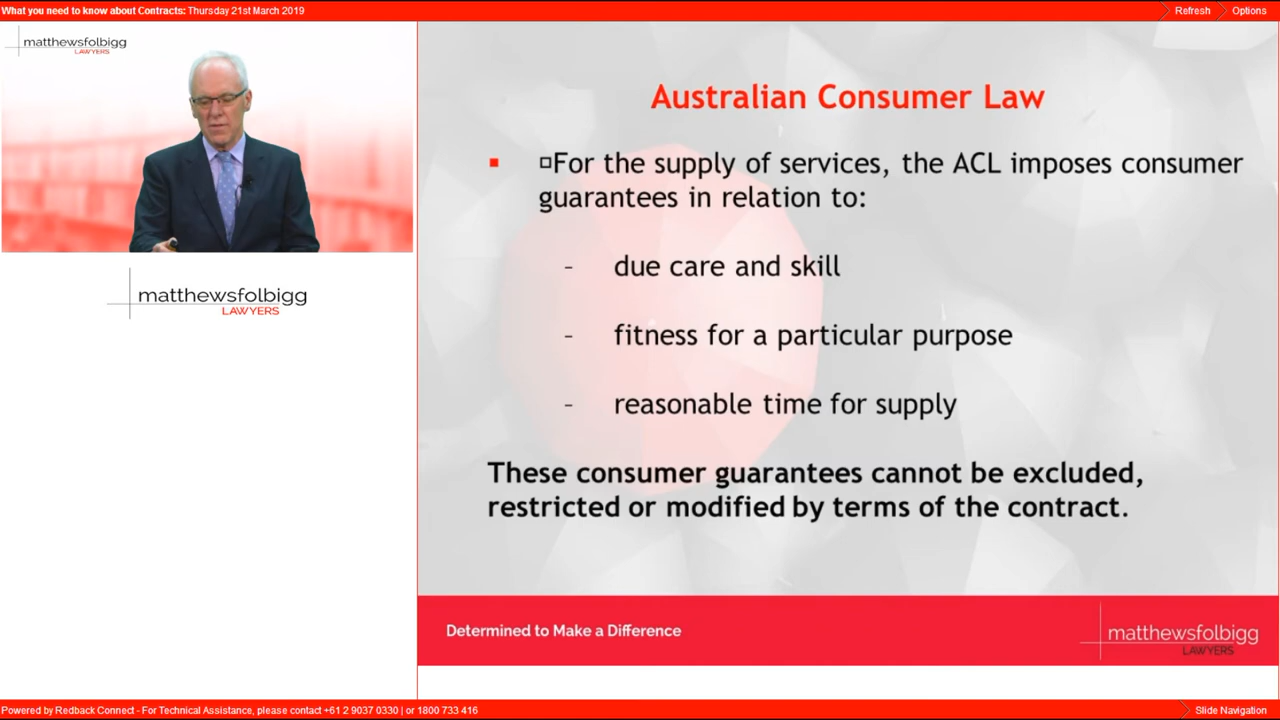 What you need to know about Contracts: Thursday 21st March 2019
Refresh
Options
matthewsfolbigg
LAWYERS
matthewsfolbigg
LAWYERS
Australian Consumer Law
For the supply of services, the ACL imposes consumer
guarantees in relation to:
- due care and skill
- fitness for a particular purpose
- reasonable time for supply
These consumer guarantees cannot be excluded,
restricted or modified by terms of the contract.
Determined to Make a Difference
matthewsfolbigg
LAWYERS
Powered by Redback Connect - For Technical Assistance, please contact +61 2 9037 0330 | or 1800 733 416
Slide Navigation